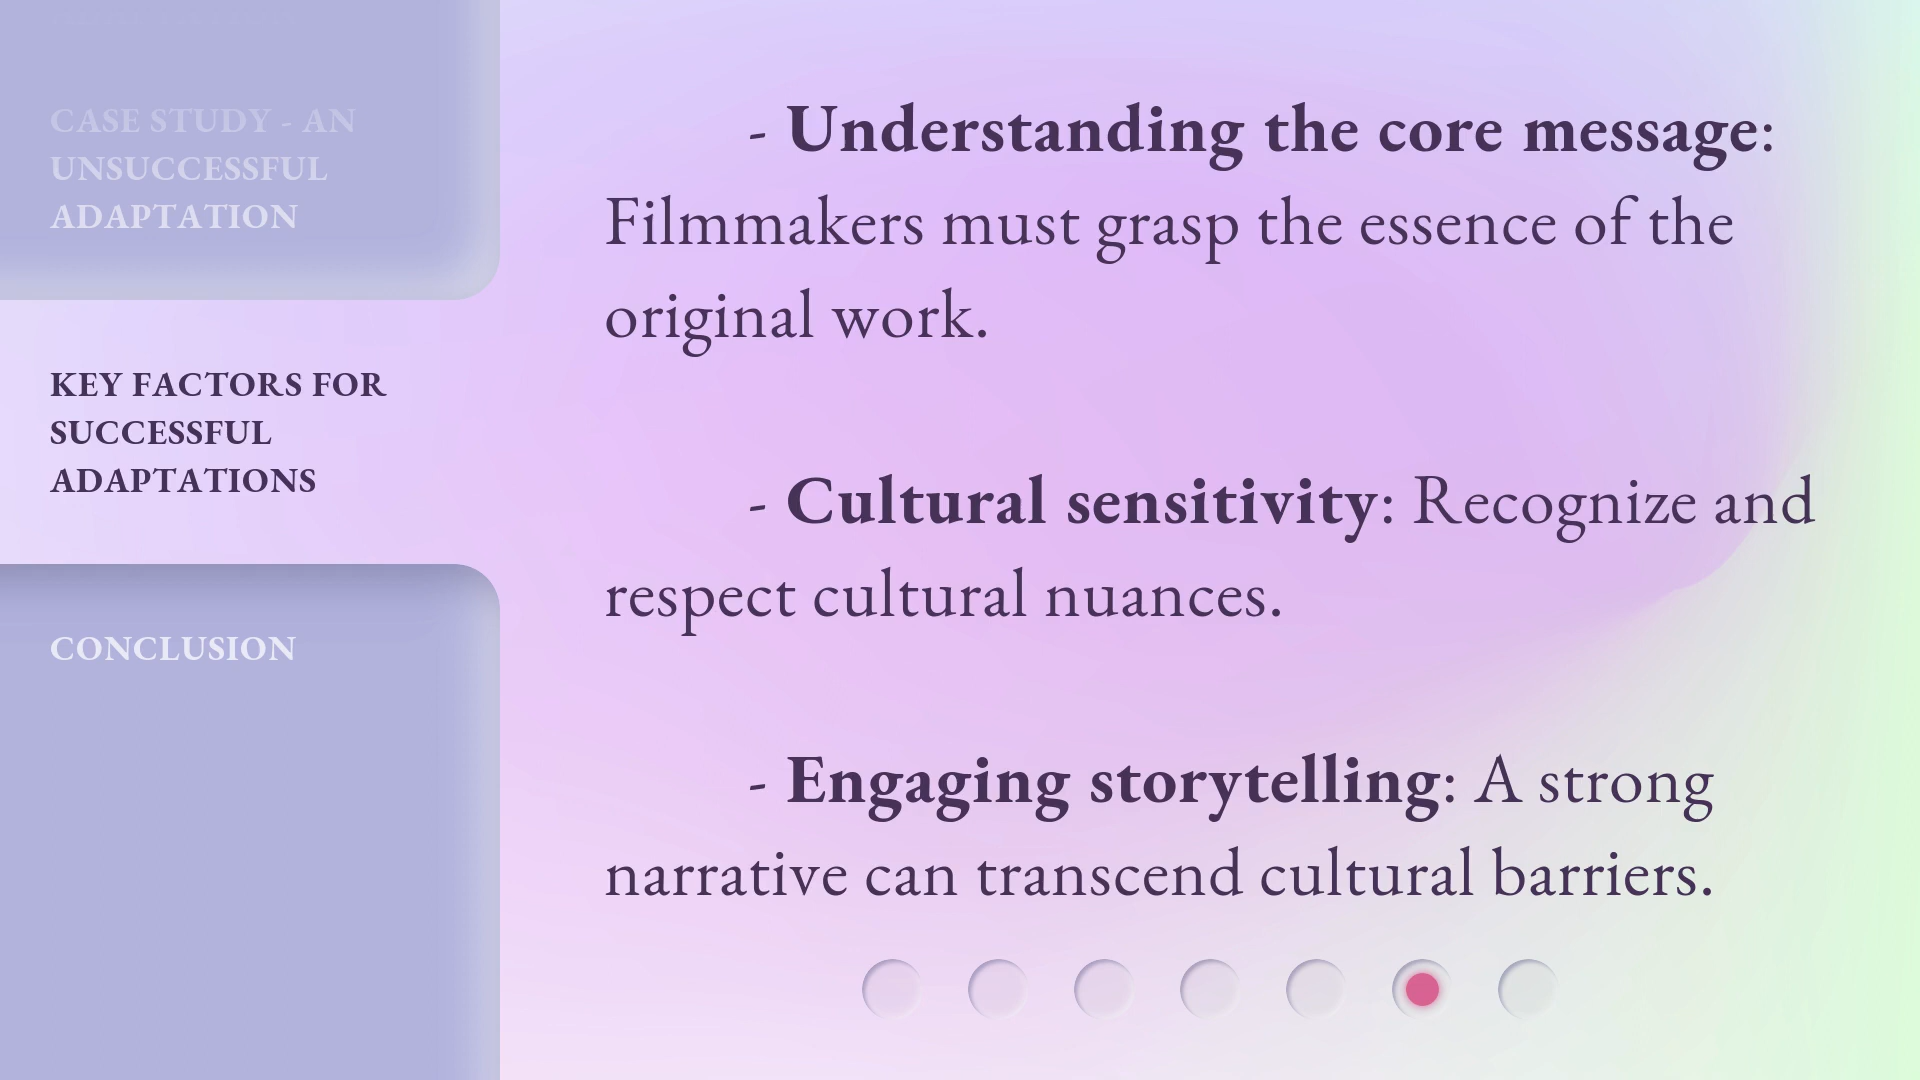 CASE STUDY - AN
UNSUCCESSFUL
ADAPTATION
KEY FACTORS FOR
SUCCESSFUL
ADAPTATIONS
CONCLUSION
- Understanding the core message:
Filmmakers must grasp the essence of the
original work.
- Cultural sensitivity: Recognize and
respect cultural nuances.
- Engaging storytelling: A strong
narrative can transcend cultural barriers.